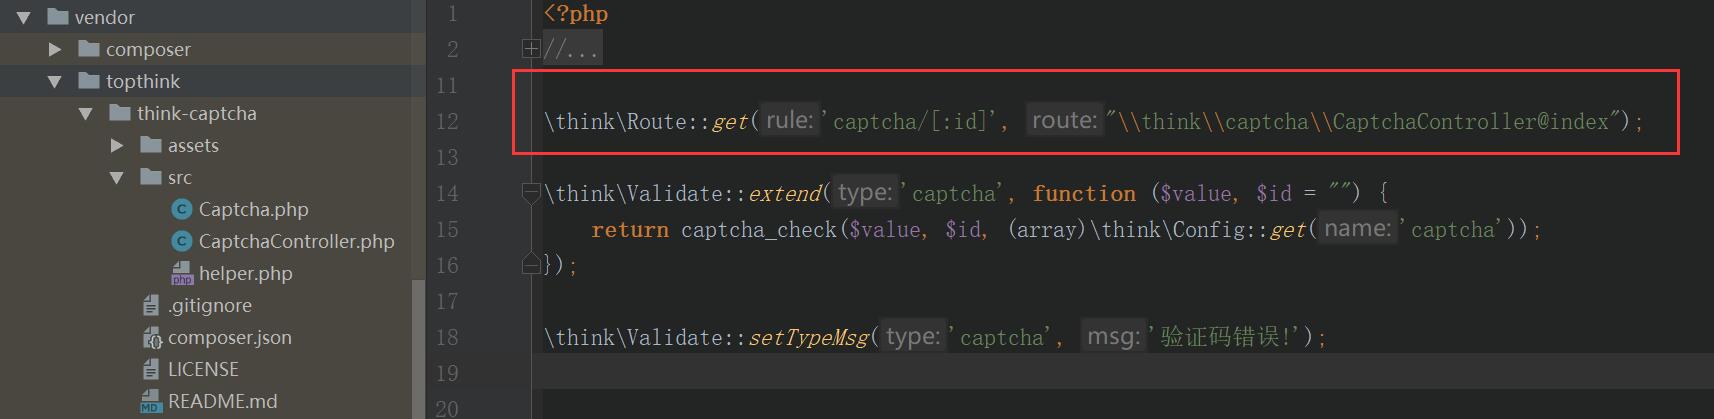 vendor
composer
topthink
think-captcha
assets
src
Captcha.php
CaptchaController.php
helper.php
.gitignore
composer.json
LICENSE
README.md
1 <?php
2 //...
11
12 \think\Route::get( rule: 'captcha/[:id]', route: "\\think\\captcha\\CaptchaController@index");
13
14 \think\Validate::extend( type: 'captcha', function ($value, $id = "") {
15 return captcha_check($value, $id, (array)\think\Config::get( name: 'captcha'));
16 });
17
18 \think\Validate::setTypeMsg( type: 'captcha', msg: '验证码错误!');
19
20